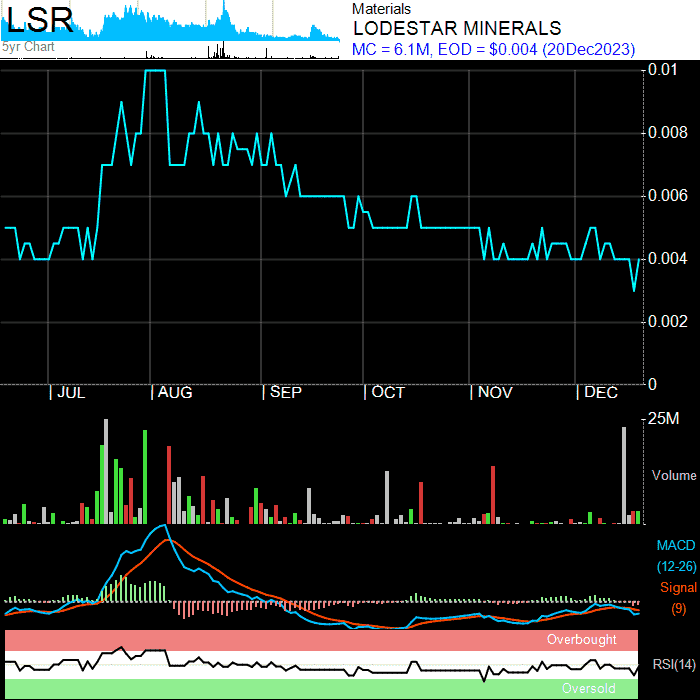 LSR
5yr Chart
Materials
LODESTAR MINERALS
MC = 6.1M, EOD = $0.004 (20Dec2023)
0.01
0.008
0.006
0.004
0.002
0
| JUL | AUG | SEP | OCT | NOV | DEC
25M
Volume
MACD
(12-26)
Signal
(9)
Overbought
RSI(14)
Oversold